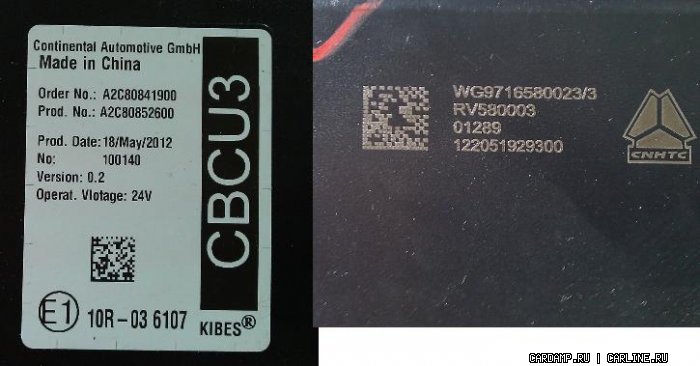 Continental Automotive GmbH
Made in China
Order No.: A2C80841900
Prod. No.: A2C80852600
Prod. Date: 18/May/2012
No: 100140
Version: 0.2
Operat. Vlotage: 24V
E1
10R-03 6107
KIBES®
CBCU3
WG9716580023/3
RV580003
01289
122051929300
CNHTC
CARDAMP.RU | CARLINE.RU